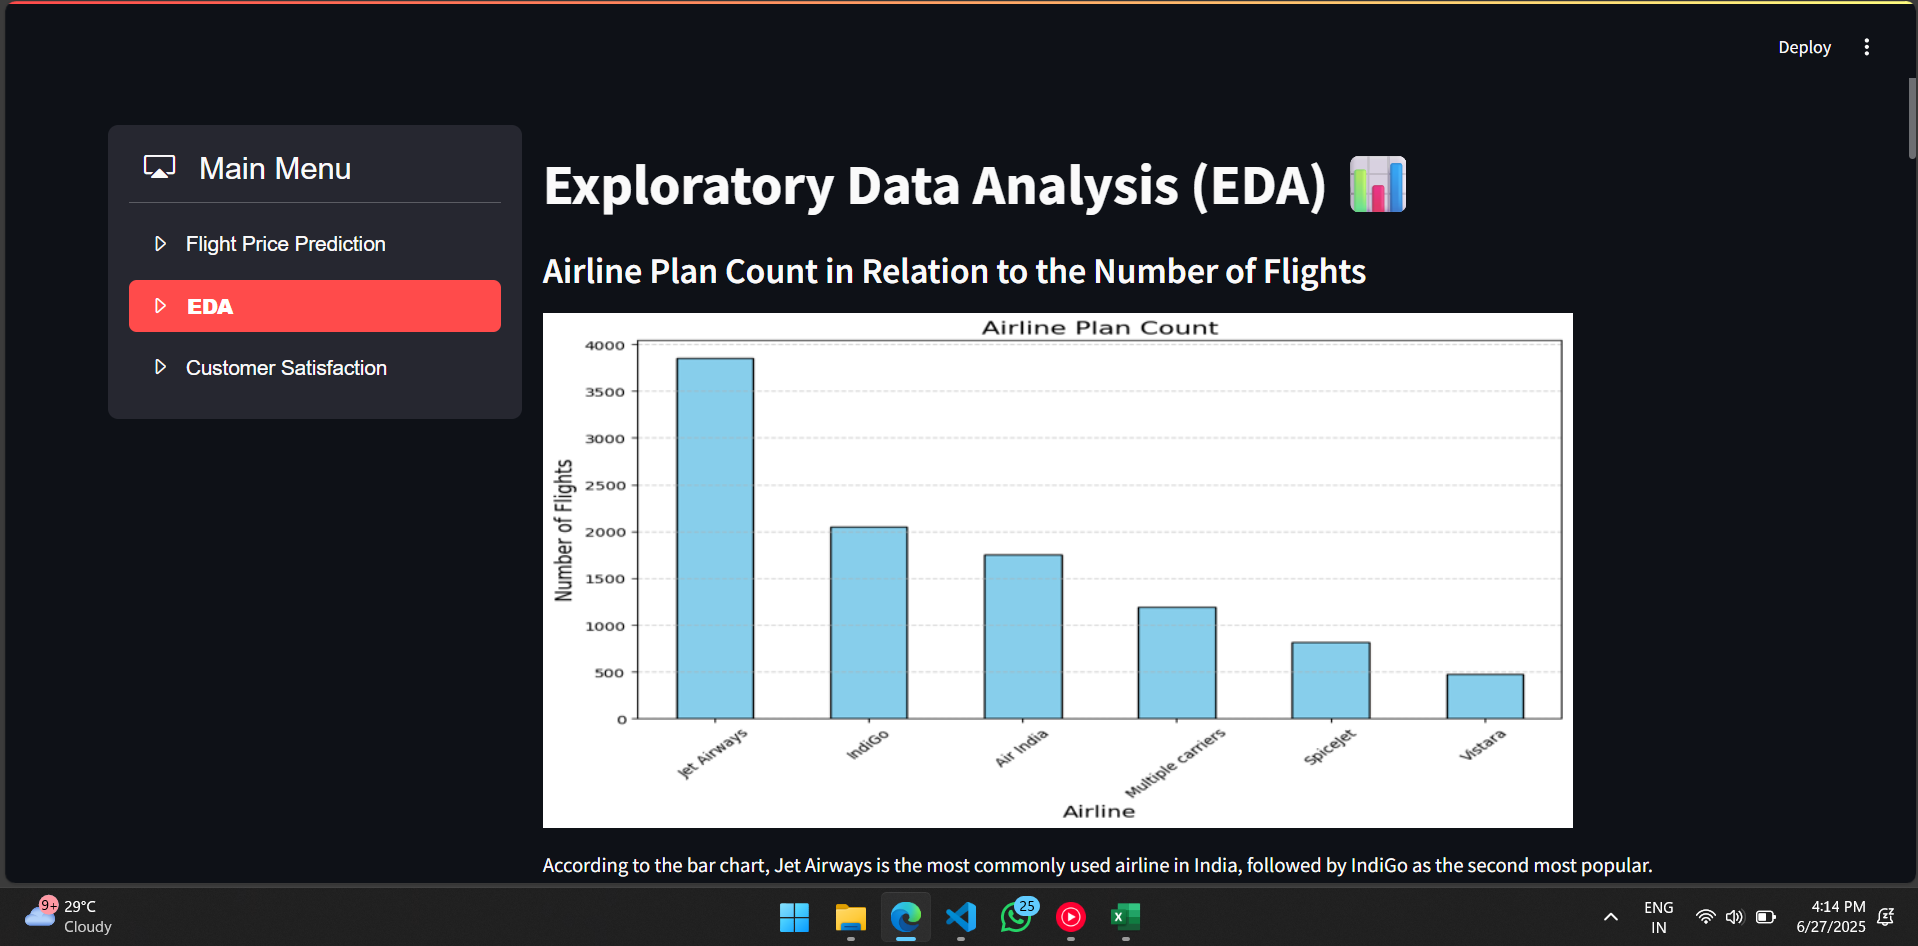 Deploy
Main Menu
Flight Price Prediction
EDA
Customer Satisfaction
Exploratory Data Analysis (EDA)
Airline Plan Count in Relation to the Number of Flights
Airline Plan Count
4000
3500
3000
2500
2000
1500
1000
500
0
Number of Flights
Jet Airways
IndiGo
Air India
Multiple carriers
SpiceJet
Vistara
Airline
According to the bar chart, Jet Airways is the most commonly used airline in India, followed by IndiGo as the second most popular.
9+
29°C
Cloudy
25
X
ENG
IN
4:14 PM
6/27/2025